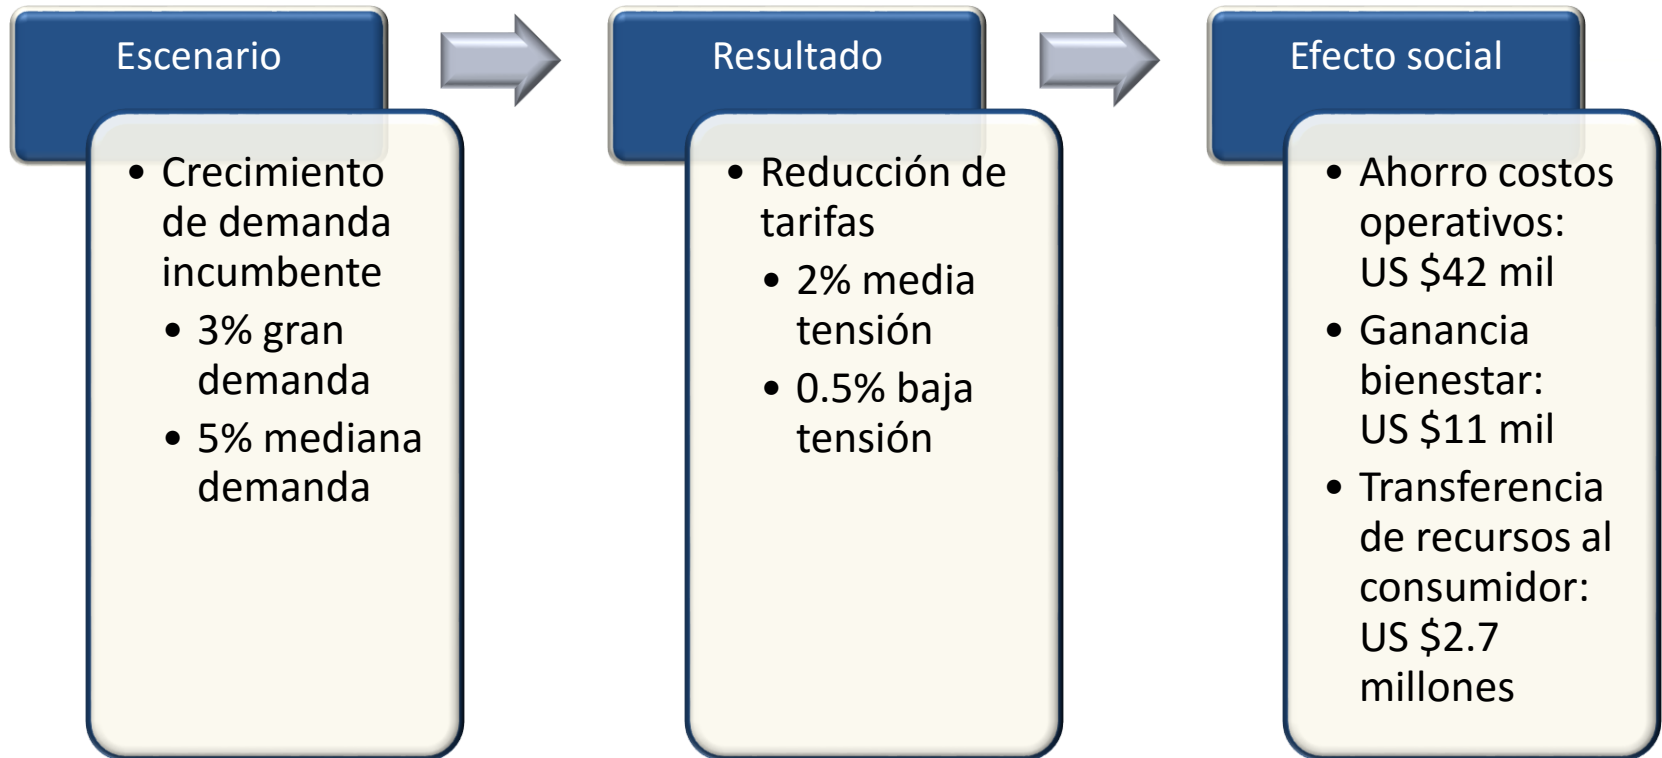 Escenario
• Crecimiento
de demanda
incumbente
• 3% gran
demanda
• 5% mediana
demanda
Resultado
• Reducción de
tarifas
• 2% media
tensión
• 0.5% baja
tensión
Efecto social
• Ahorro costos
operativos:
US $42 mil
• Ganancia
bienestar:
US $11 mil
• Transferencia
de recursos al
consumidor:
US $2.7
millones